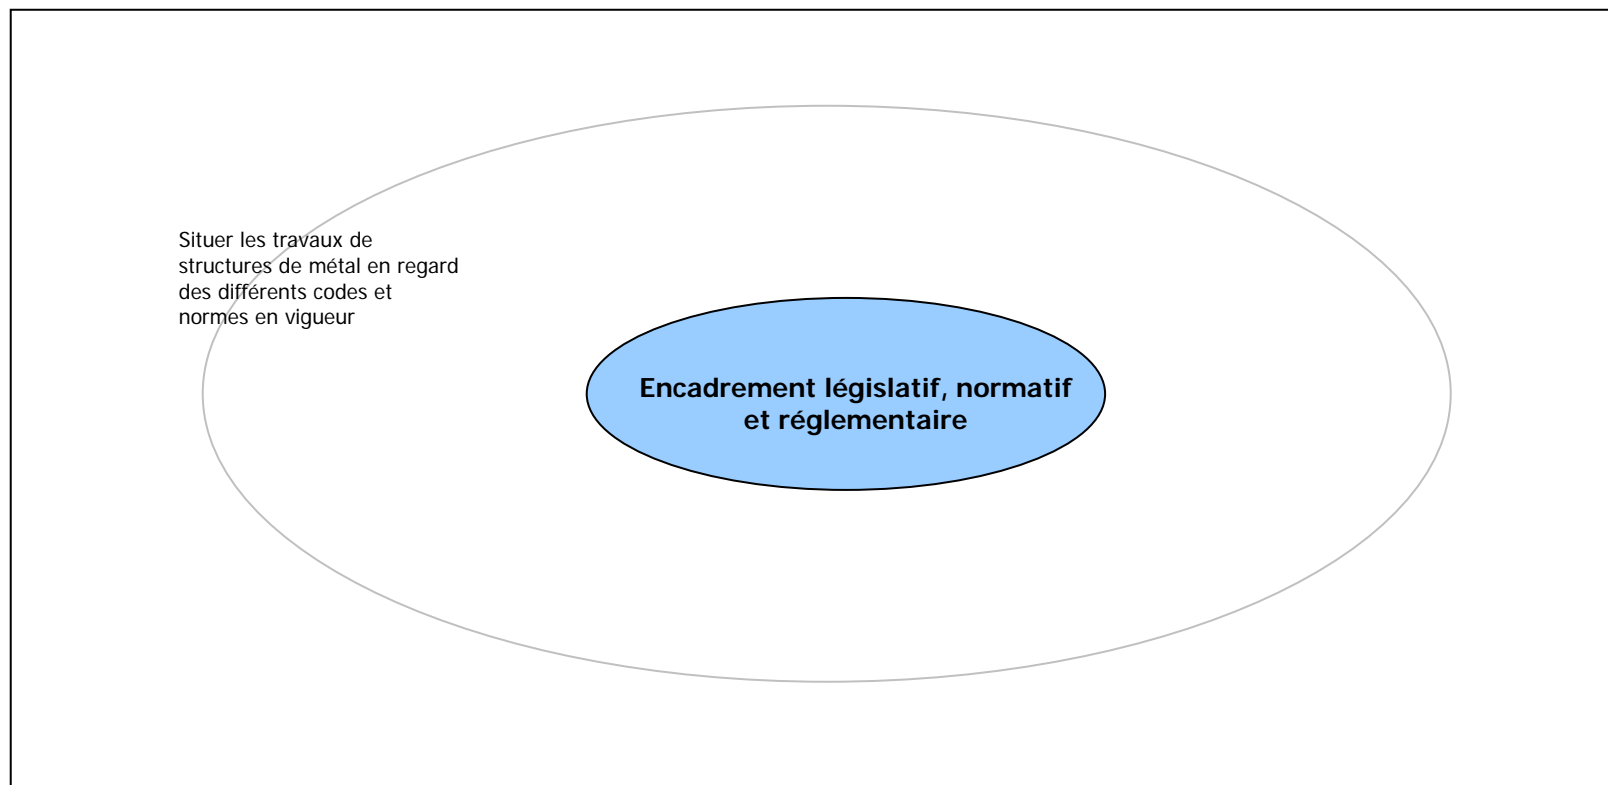 Situer les travaux de
structures de métal en regard
des différents codes et
normes en vigueur
Encadrement législatif, normatif
et réglementaire